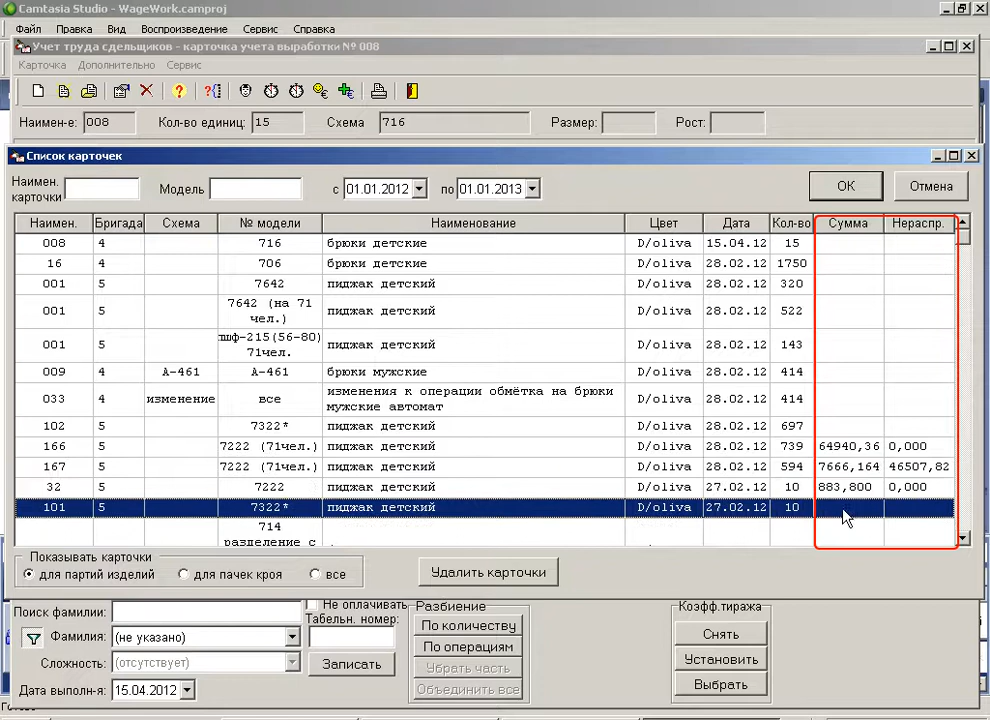 Camtasia Studio - WageWork.camproj
Файл Правка Вид Воспроизведение Сервис Справка
Учет труда сдельщиков - карточка учета выработки № 008
Карточка Дополнительно Сервис
Наимен-е: 008 Кол-во единиц: 15 Схема 716 Размер: Рост:
Список карточек
Наимен. карточки Модель с 01.01.2012 по 01.01.2013 OK Отмена
Наимен. Бригада Схема № модели Наименование Цвет Дата Кол-во Сумма Нераспр.
008 4 716 брюки детские D/oliva 15.04.12 15
16 4 706 брюки детские D/oliva 28.02.12 1750
001 5 7642 пиджак детский D/oliva 28.02.12 320
001 5 7642 (на 71 чел.) пиджак детский D/oliva 28.02.12 522
001 5 пшф-215(56-80) 71чел. пиджак детский D/oliva 28.02.12 143
009 4 А-461 А-461 брюки мужские D/oliva 28.02.12 414
033 4 изменение все изменения к операции обмётка на брюки мужские автомат D/oliva 28.02.12 414
102 5 7322* пиджак детский D/oliva 28.02.12 697
166 5 7222 (71чел.) пиджак детский D/oliva 28.02.12 739 64940,36 0,000
167 5 7222 (71чел.) пиджак детский D/oliva 28.02.12 594 7666,164 46507,82
32 5 7222 пиджак детский D/oliva 27.02.12 10 883,800 0,000
101 5 7322* пиджак детский D/oliva 27.02.12 10
714
разделение с
Показывать карточки
для партий изделий для пачек кроя все Удалить карточки
Поиск фамилии: Не оплачивать Разбиение Коэфф.тиража
Фамилия: (не указано) Табельн. номер: По количеству Снять
Сложность: (отсутствует) Записать По операциям Установить
Убрать часть
Дата выполн-я: 15.04.2012 Объединить все Выбрать